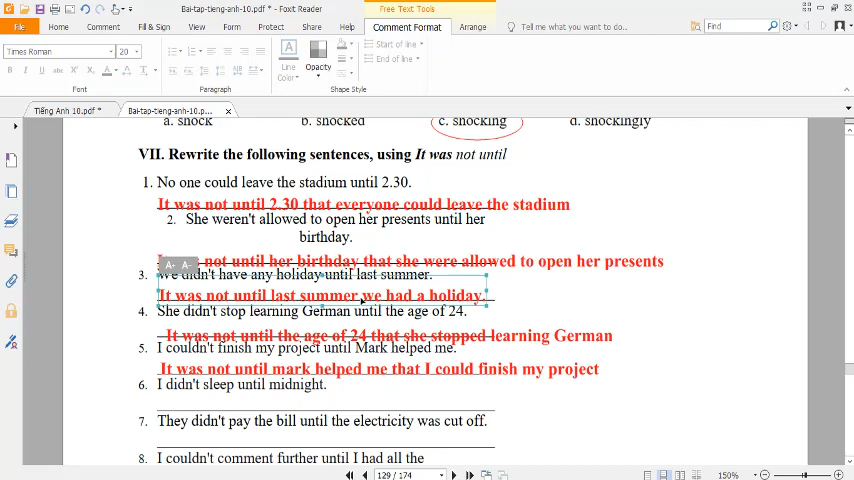 Bai-tap-tieng-anh-10.pdf * - Foxit Reader
Free Text Tools
File
Home
Comment
Fill & Sign
View
Form
Protect
Share
Help
Comment Format
Arrange
Tell me what you want to do...
Find
Times Roman
20
Font
Paragraph
Line Color
Opacity
Start of line
End of line
Shape Style
Tiếng Anh 10.pdf *
Bai-tap-tieng-anh-10.p...
a. shock b. shocked c. shocking d. shockingly
VII. Rewrite the following sentences, using It was not until
1. No one could leave the stadium until 2.30.
It was not until 2.30 that everyone could leave the stadium
2. She weren't allowed to open her presents until her
birthday.
not until her birthday that she were allowed to open her presents
A+ A-
3. We didn't have any holiday until last summer.
It was not until last summer we had a holiday.
4. She didn't stop learning German until the age of 24.
It was not until the age of 24 that she stopped learning German
5. I couldn't finish my project until Mark helped me.
It was not until mark helped me that I could finish my project
6. I didn't sleep until midnight.
7. They didn't pay the bill until the electricity was cut off.
8. I couldn't comment further until I had all the
129 / 174
150%